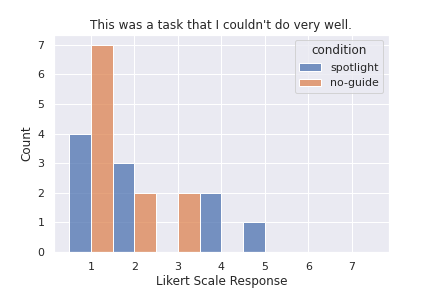 This was a task that I couldn't do very well.
condition
spotlight
no-guide
Count
7
6
5
4
3
2
1
0
1 2 3 4 5 6 7
Likert Scale Response